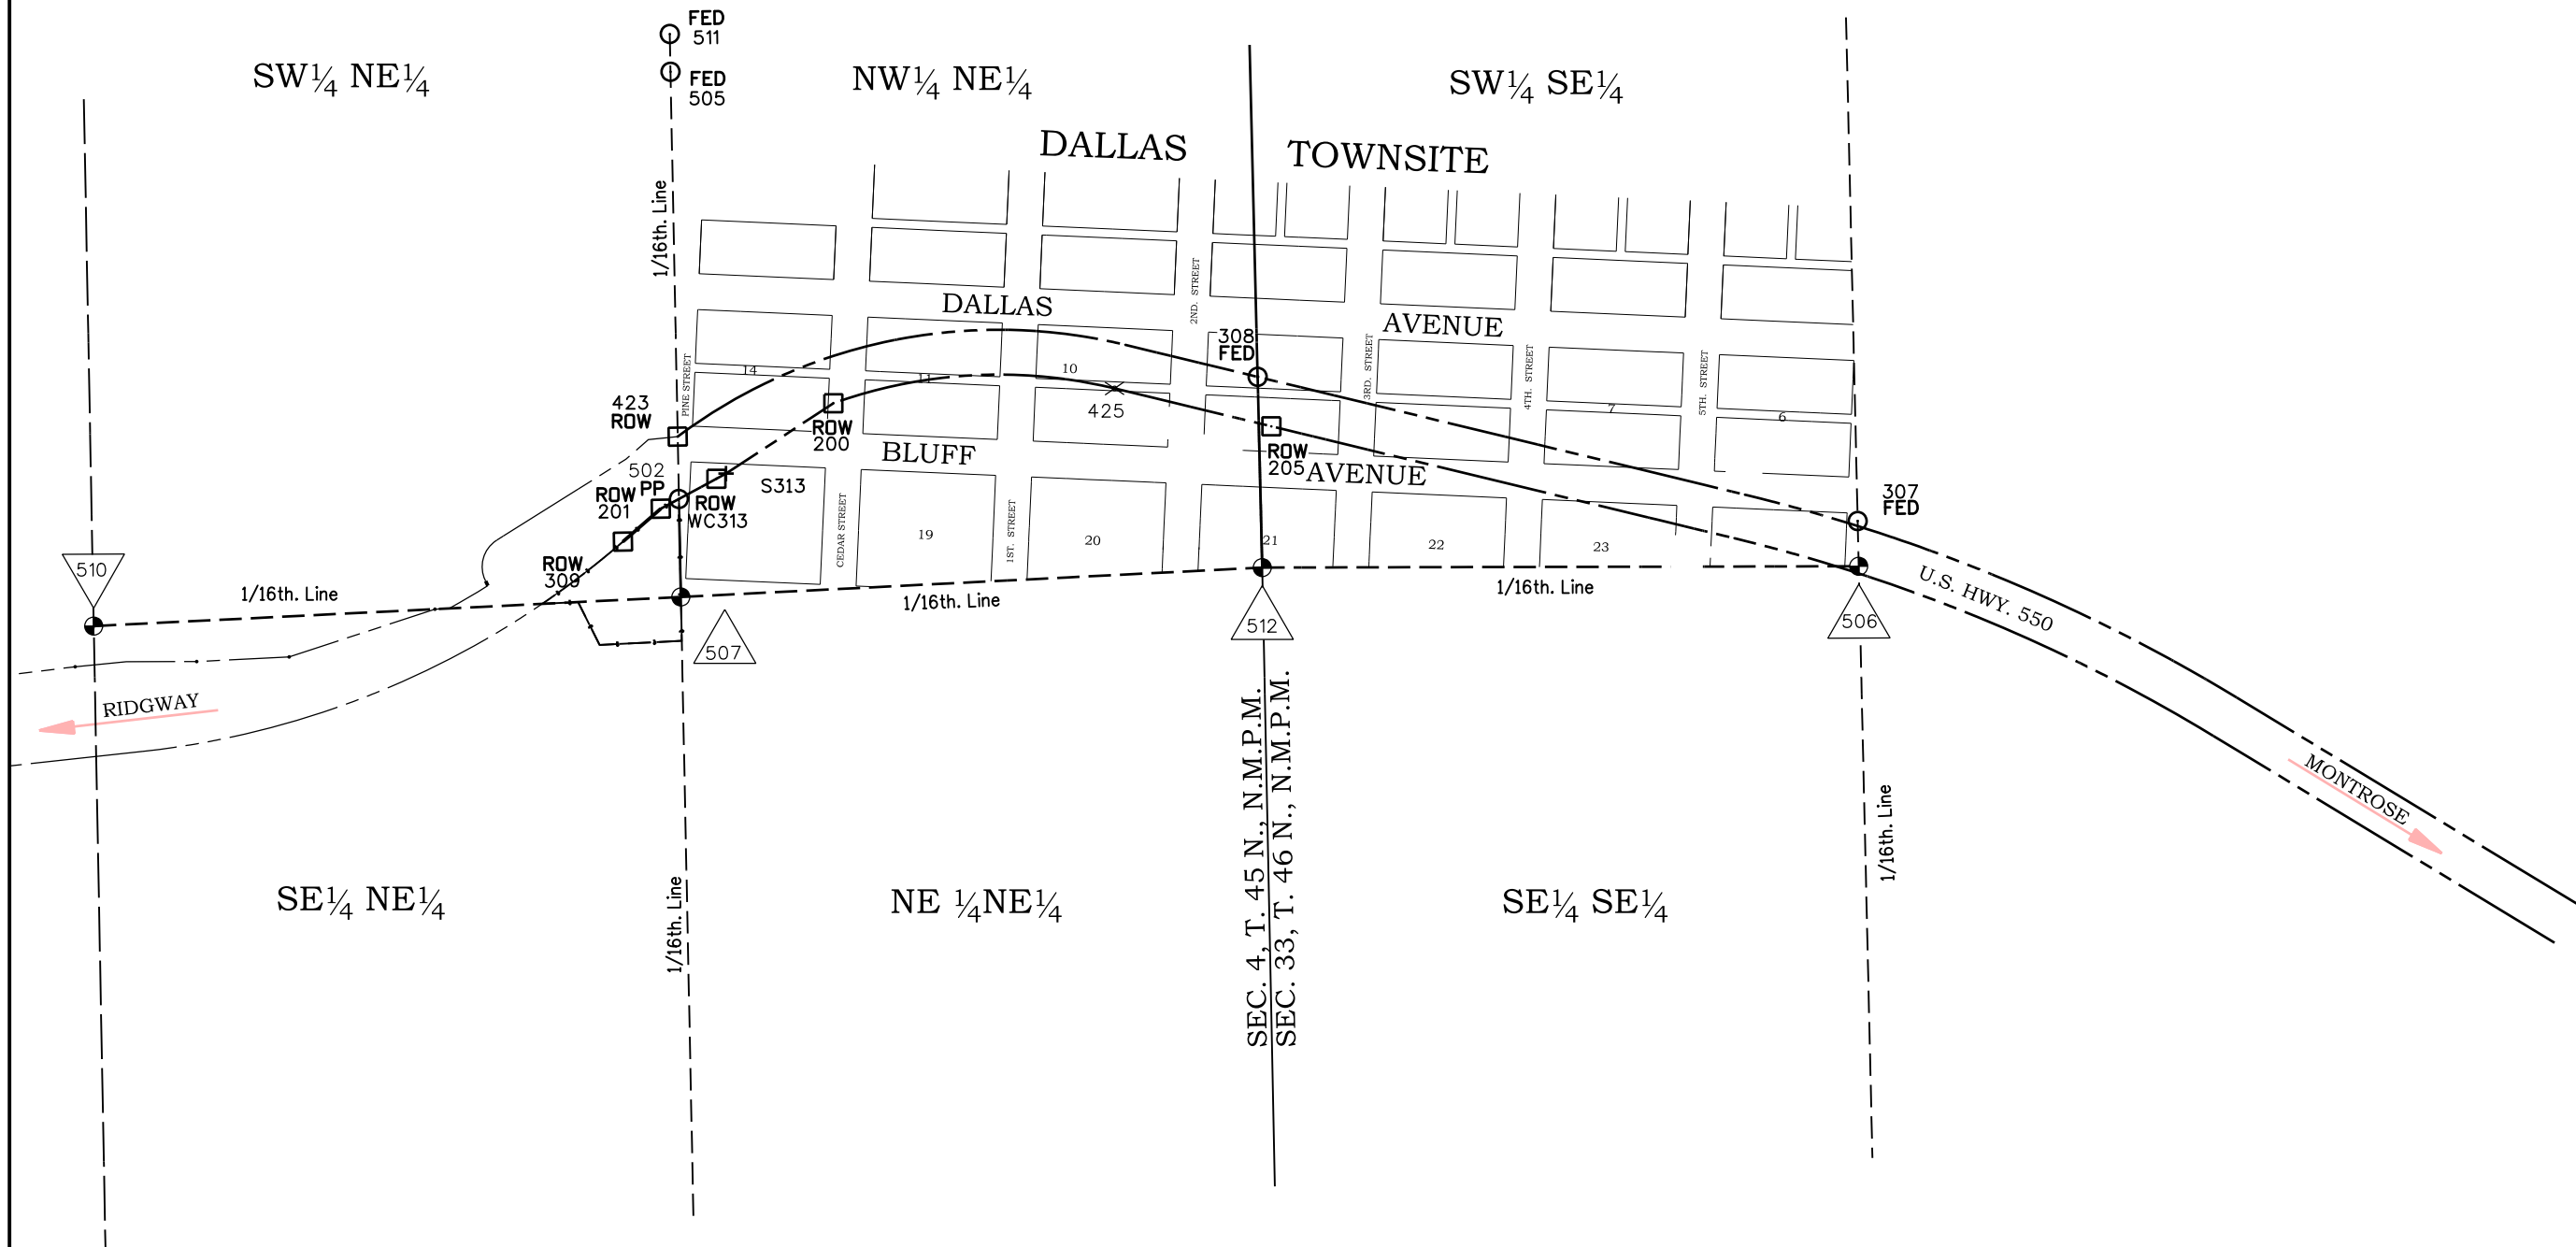 FED
511
FED
505
SW¼ NE¼
NW¼ NE¼
SW¼ SE¼
DALLAS TOWNSITE
1/16th. Line
2ND. STREET
DALLAS AVENUE
308
FED
3RD. STREET
4TH. STREET
5TH. STREET
PINE STREET
14
11
10
425
7
6
423
ROW
ROW
200
BLUFF AVENUE
ROW
205
502
PP
S313
ROW
201
ROW
WC313
307
FED
CEDAR STREET
19
1ST. STREET
20
21
22
23
ROW
309
510
1/16th. Line
1/16th. Line
1/16th. Line
U.S. HWY. 550
507
512
506
RIDGWAY
MONTROSE
SEC. 4, T. 45 N., N.M.P.M.
SEC. 33, T. 46 N., N.M.P.M.
1/16th. Line
1/16th. Line
SE¼ NE¼
NE ¼NE¼
SE¼ SE¼